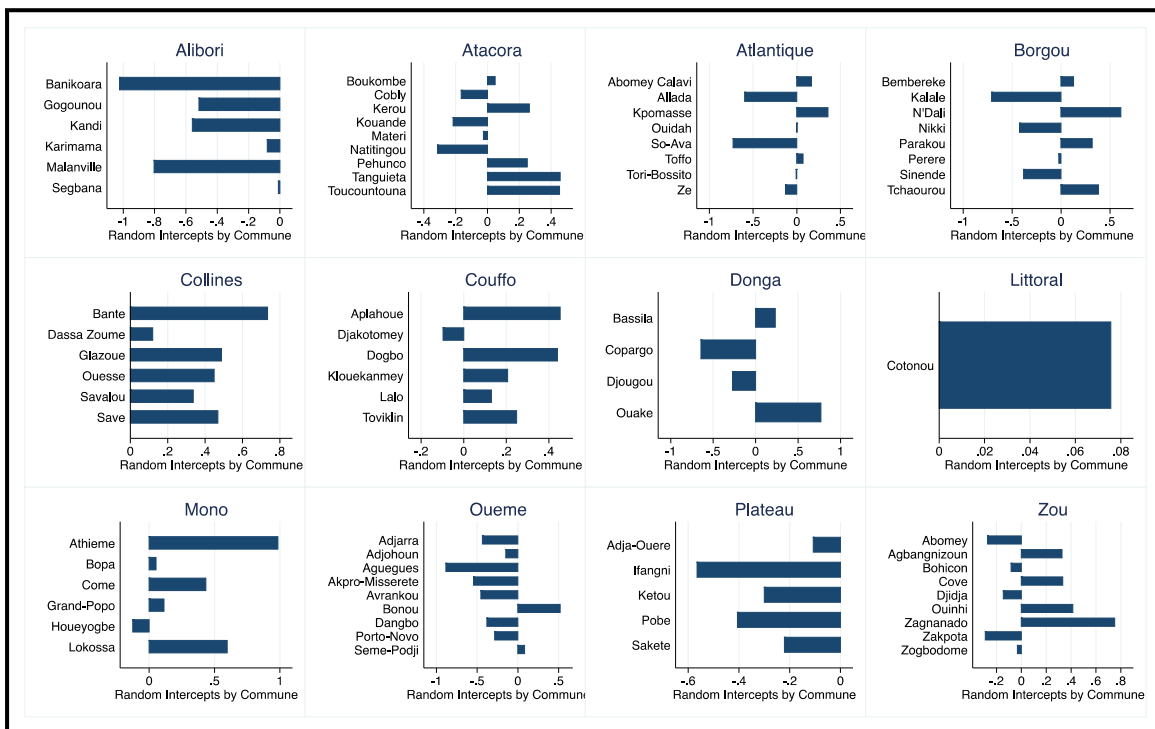 Alibori
Banikoara
Gogounou
Kandi
Karimama
Malanville
Segbana
-1 -.8 -.6 -.4 -.2 0
Random Intercepts by Commune
Atacora
Boukombe
Cobly
Kerou
Kouande
Materi
Natitingou
Pehunco
Tanguieta
Toucountouna
-.4 -.2 0 .2 .4
Random Intercepts by Commune
Atlantique
Abomey Calavi
Allada
Kpomasse
Ouidah
So-Ava
Toffo
Tori-Bossito
Ze
-1 -.5 0 .5
Random Intercepts by Commune
Borgou
Bembereke
Kalale
N'Dali
Nikki
Parakou
Perere
Sinende
Tchaourou
-1 -.5 0 .5
Random Intercepts by Commune
Collines
Bante
Dassa Zoume
Glazoue
Ouesse
Savalou
Save
0 .2 .4 .6 .8
Random Intercepts by Commune
Couffo
Aplahoue
Djakotomey
Dogbo
Klouekanmey
Lalo
Toviklin
-.2 0 .2 .4
Random Intercepts by Commune
Donga
Bassila
Copargo
Djougou
Ouake
-1 -.5 0 .5 1
Random Intercepts by Commune
Littoral
Cotonou
0 .02 .04 .06 .08
Random Intercepts by Commune
Mono
Athieme
Bopa
Come
Grand-Popo
Houeyogbe
Lokossa
0 .5 1
Random Intercepts by Commune
Oueme
Adjarra
Adjohoun
Aguegues
Akpro-Misserete
Avrankou
Bonou
Dangbo
Porto-Novo
Seme-Podji
-1 -.5 0 .5
Random Intercepts by Commune
Plateau
Adja-Ouere
Ifangni
Ketou
Pobe
Sakete
-.6 -.4 -.2 0
Random Intercepts by Commune
Zou
Abomey
Agbangnizoun
Bohicon
Cove
Djidja
Ouinhi
Zagnanado
Zakpota
Zogbodome
-.2 0 .2 .4 .6 .8
Random Intercepts by Commune